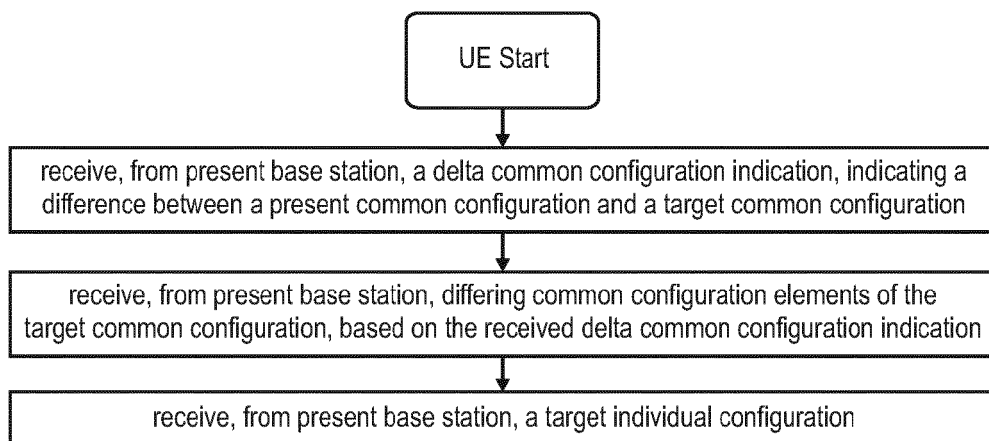 UE Start
receive, from present base station, a delta common configuration indication, indicating a
difference between a present common configuration and a target common configuration
receive, from present base station, differing common configuration elements of the
target common configuration, based on the received delta common configuration indication
receive, from present base station, a target individual configuration